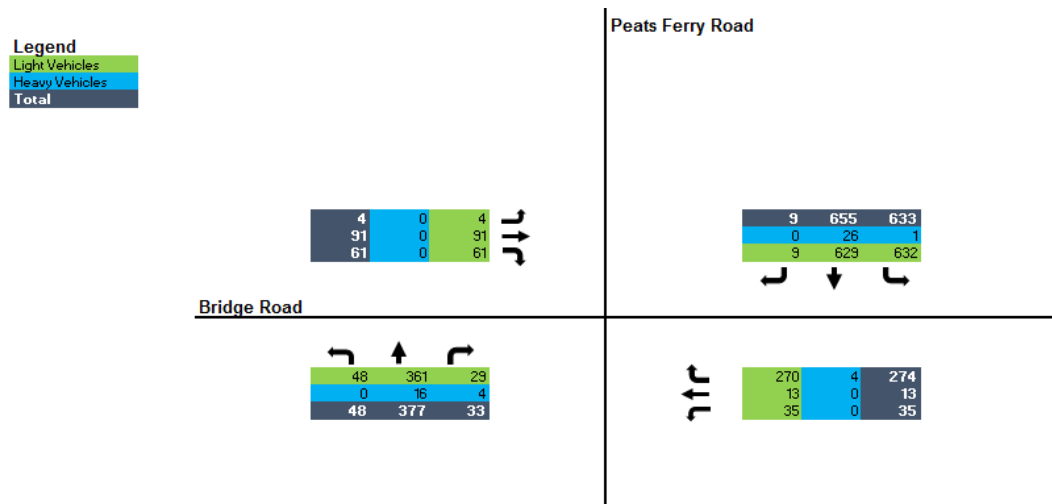 Peats Ferry Road
Legend
Light Vehicles
Heavy Vehicles
Total
4 0 4
91 0 91
61 0 61
9 655 633
0 26 1
9 629 632
Bridge Road
48 361 29
0 16 4
48 377 33
270 4 274
13 0 13
35 0 35